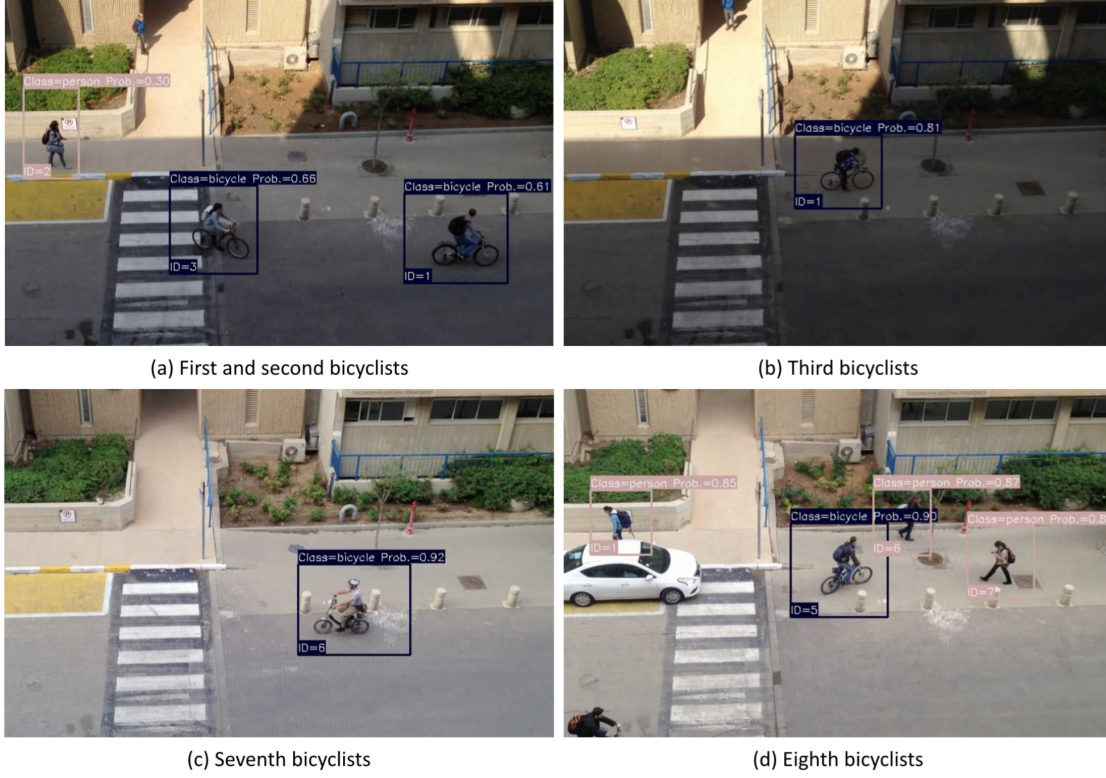 Class=person Prob.=0.30
ID=2
Class=bicycle Prob.=0.66
ID=3
Class=bicycle Prob.=0.61
ID=1
Class=bicycle Prob.=0.81
ID=1
(a) First and second bicyclists
(b) Third bicyclists
Class=bicycle Prob.=0.92
ID=6
Class=person Prob.=0.85
ID=1
Class=person Prob.=0.87
ID=6
Class=bicycle Prob.=0.90
ID=5
Class=person Prob.=0.8
ID=7
(c) Seventh bicyclists
(d) Eighth bicyclists